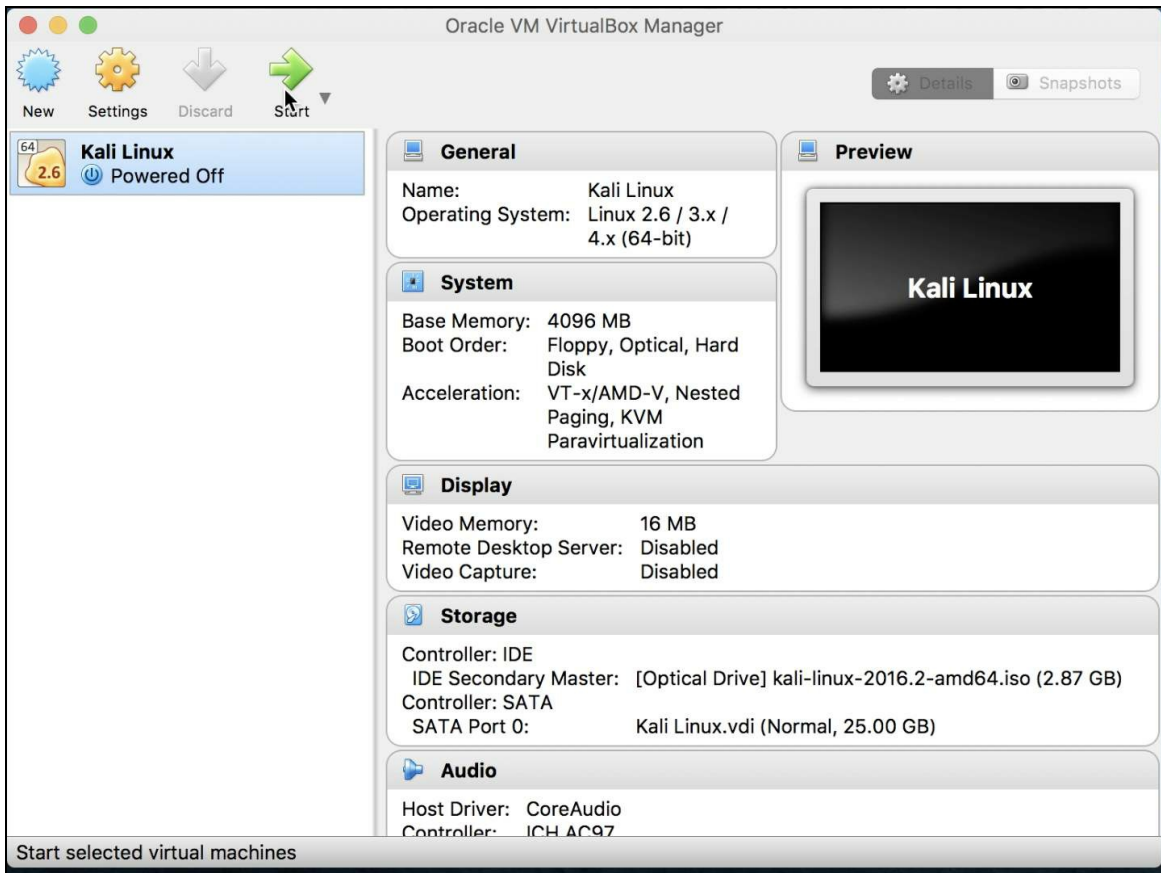 Oracle VM VirtualBox Manager
New
Settings
Discard
Start
Details
Snapshots
64
2.6
Kali Linux
Powered Off
General
Name: Kali Linux
Operating System: Linux 2.6 / 3.x /
4.x (64-bit)
Preview
Kali Linux
System
Base Memory: 4096 MB
Boot Order: Floppy, Optical, Hard
Disk
Acceleration: VT-x/AMD-V, Nested
Paging, KVM
Paravirtualization
Display
Video Memory: 16 MB
Remote Desktop Server: Disabled
Video Capture: Disabled
Storage
Controller: IDE
IDE Secondary Master: [Optical Drive] kali-linux-2016.2-amd64.iso (2.87 GB)
Controller: SATA
SATA Port 0: Kali Linux.vdi (Normal, 25.00 GB)
Audio
Host Driver: CoreAudio
Controller: ICH AC97
Start selected virtual machines